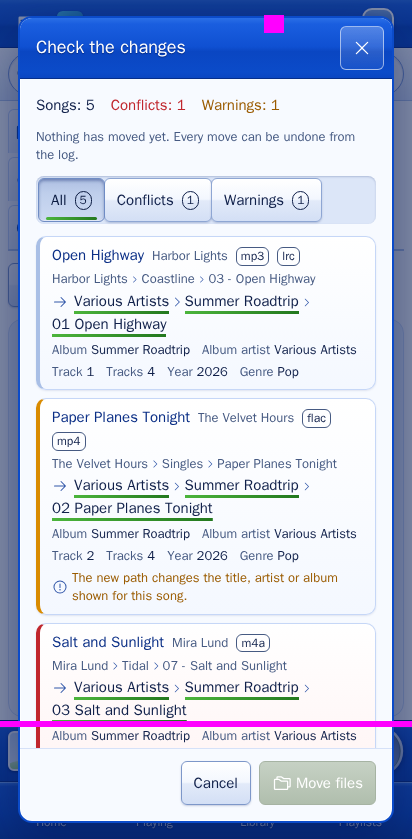 Check the changes
Songs: 5 Conflicts: 1 Warnings: 1
Nothing has moved yet. Every move can be undone from
the log.
All 5 Conflicts 1 Warnings 1
Open Highway Harbor Lights mp3 lrc
Harbor Lights › Coastline › 03 - Open Highway
→ Various Artists › Summer Roadtrip ›
01 Open Highway
Album Summer Roadtrip Album artist Various Artists
Track 1 Tracks 4 Year 2026 Genre Pop
Paper Planes Tonight The Velvet Hours flac
mp4
The Velvet Hours › Singles › Paper Planes Tonight
→ Various Artists › Summer Roadtrip ›
02 Paper Planes Tonight
Album Summer Roadtrip Album artist Various Artists
Track 2 Tracks 4 Year 2026 Genre Pop
The new path changes the title, artist or album
shown for this song.
Salt and Sunlight Mira Lund m4a
Mira Lund › Tidal › 07 - Salt and Sunlight
→ Various Artists › Summer Roadtrip ›
03 Salt and Sunlight
Album Summer Roadtrip Album artist Various Artists
Cancel Move files